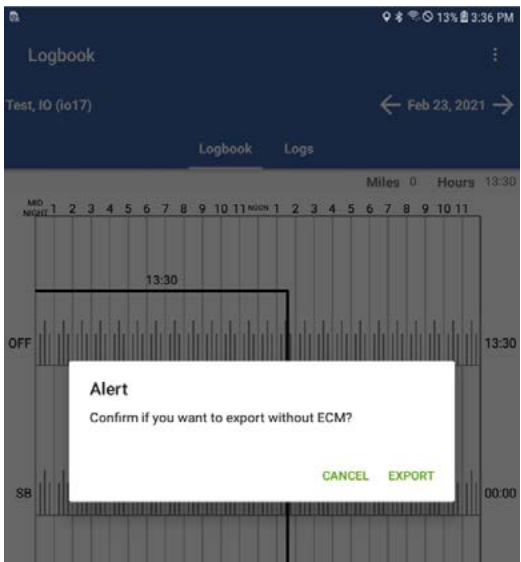 13% 3:36 PM
Logbook
Test, IO (io17)
Feb 23, 2021
Logbook Logs
Miles 0 Hours 13:30
MID NIGHT 1 2 3 4 5 6 7 8 9 10 11 NOON 1 2 3 4 5 6 7 8 9 10 11
13:30
OFF 13:30
Alert
Confirm if you want to export without ECM?
CANCEL EXPORT
SB 00:00